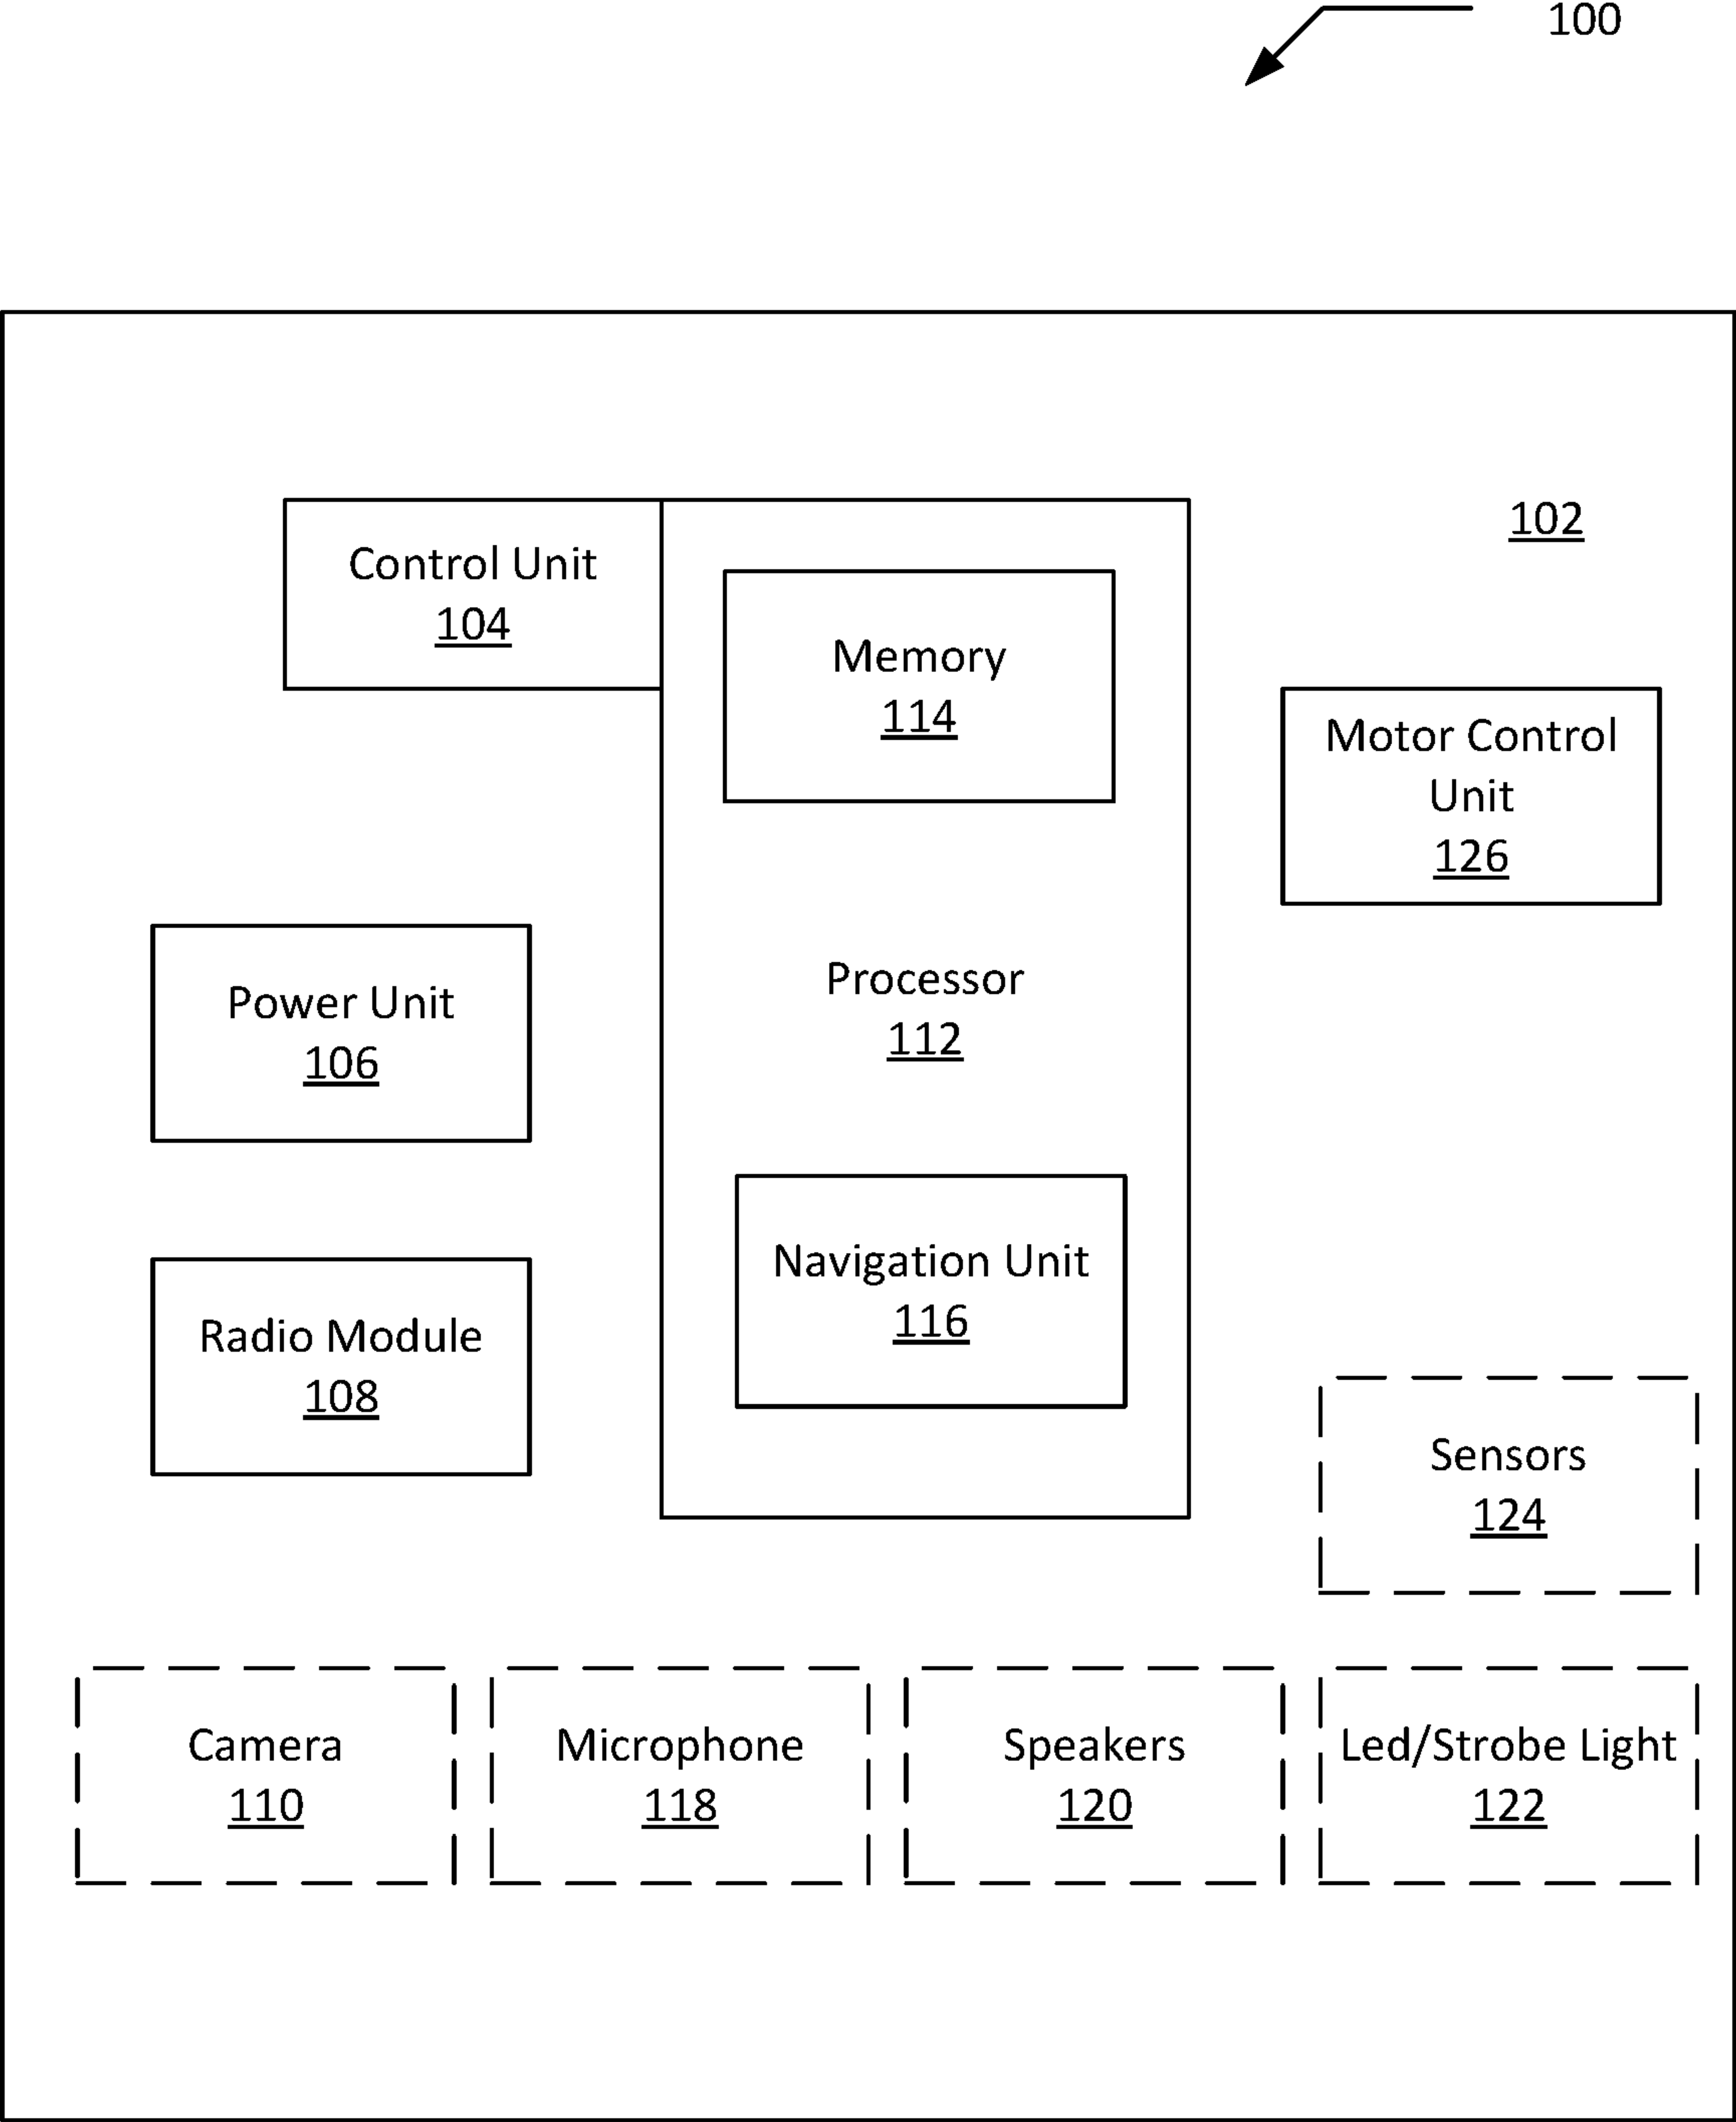 100
102
Control Unit
104
Memory
114
Motor Control
Unit
126
Power Unit
106
Processor
112
Navigation Unit
116
Radio Module
108
Sensors
124
Camera
110
Microphone
118
Speakers
120
Led/Strobe Light
122